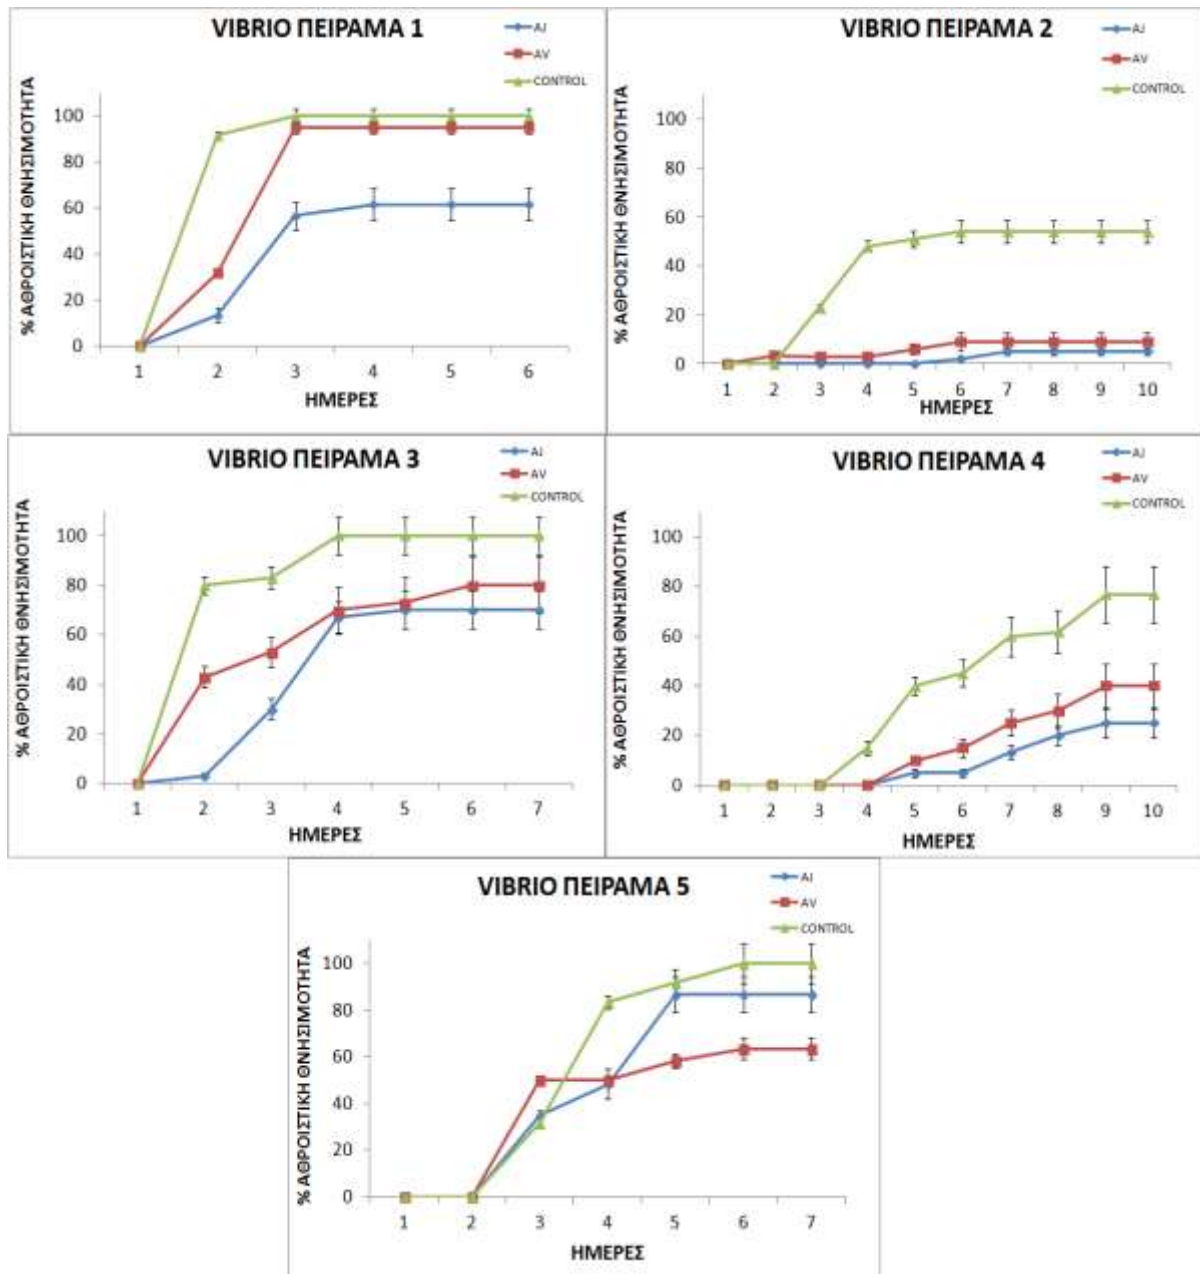 VIBRIO ΠΕΙΡΑΜΑ 1
AJ
AV
CONTROL
% ΑΘΡΟΙΣΤΙΚΗ ΘΝΗΣΙΜΟΤΗΤΑ
100
80
60
40
20
0
1 2 3 4 5 6
ΗΜΕΡΕΣ
VIBRIO ΠΕΙΡΑΜΑ 2
AJ
AV
CONTROL
% ΑΘΡΟΙΣΤΙΚΗ ΘΝΗΣΙΜΟΤΗΤΑ
100
80
60
40
20
0
1 2 3 4 5 6 7 8 9 10
ΗΜΕΡΕΣ
VIBRIO ΠΕΙΡΑΜΑ 3
AJ
AV
CONTROL
% ΑΘΡΟΙΣΤΙΚΗ ΘΝΗΣΙΜΟΤΗΤΑ
100
80
60
40
20
0
1 2 3 4 5 6 7
ΗΜΕΡΕΣ
VIBRIO ΠΕΙΡΑΜΑ 4
AJ
AV
CONTROL
% ΑΘΡΟΙΣΤΙΚΗ ΘΝΗΣΙΜΟΤΗΤΑ
100
80
60
40
20
0
1 2 3 4 5 6 7 8 9 10
ΗΜΕΡΕΣ
VIBRIO ΠΕΙΡΑΜΑ 5
AJ
AV
CONTROL
% ΑΘΡΟΙΣΤΙΚΗ ΘΝΗΣΙΜΟΤΗΤΑ
100
80
60
40
20
0
1 2 3 4 5 6 7
ΗΜΕΡΕΣ